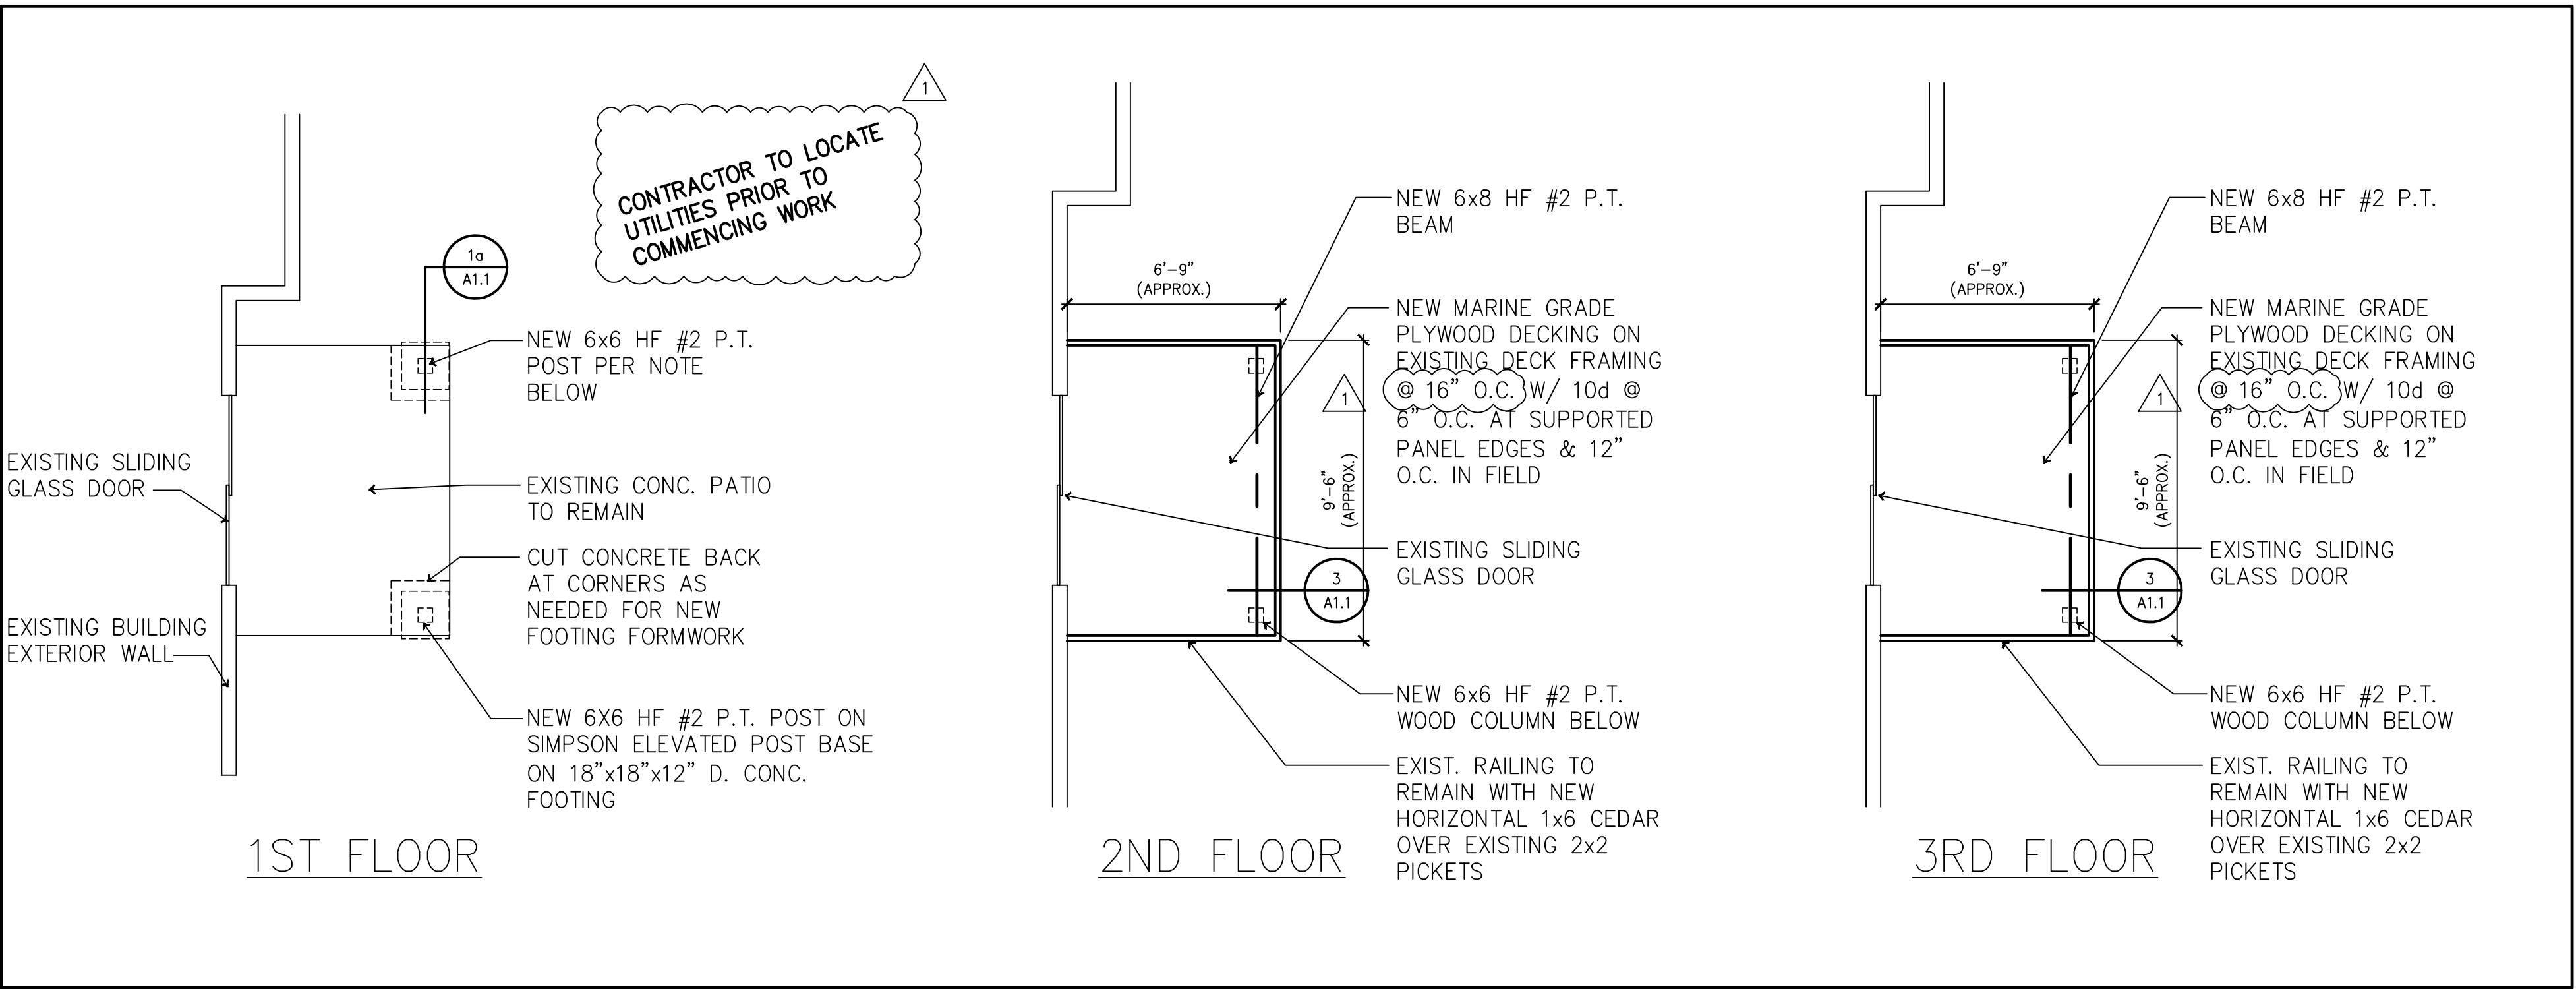 1
CONTRACTOR TO LOCATE
UTILITIES PRIOR TO
COMMENCING WORK
1a
A1.1
NEW 6x6 HF #2 P.T.
POST PER NOTE
BELOW
EXISTING SLIDING
GLASS DOOR
EXISTING CONC. PATIO
TO REMAIN
CUT CONCRETE BACK
AT CORNERS AS
NEEDED FOR NEW
FOOTING FORMWORK
EXISTING BUILDING
EXTERIOR WALL
NEW 6X6 HF #2 P.T. POST ON
SIMPSON ELEVATED POST BASE
ON 18"x18"x12" D. CONC.
FOOTING
1ST FLOOR
NEW 6x8 HF #2 P.T.
BEAM
6'-9"
(APPROX.)
NEW MARINE GRADE
PLYWOOD DECKING ON
EXISTING DECK FRAMING
@ 16" O.C. W/ 10d @
6" O.C. AT SUPPORTED
PANEL EDGES & 12"
O.C. IN FIELD
1
9'-6"
(APPROX.)
EXISTING SLIDING
GLASS DOOR
3
A1.1
NEW 6x6 HF #2 P.T.
WOOD COLUMN BELOW
EXIST. RAILING TO
REMAIN WITH NEW
HORIZONTAL 1x6 CEDAR
OVER EXISTING 2x2
PICKETS
2ND FLOOR
NEW 6x8 HF #2 P.T.
BEAM
6'-9"
(APPROX.)
NEW MARINE GRADE
PLYWOOD DECKING ON
EXISTING DECK FRAMING
@ 16" O.C. W/ 10d @
6" O.C. AT SUPPORTED
PANEL EDGES & 12"
O.C. IN FIELD
1
9'-6"
(APPROX.)
EXISTING SLIDING
GLASS DOOR
3
A1.1
NEW 6x6 HF #2 P.T.
WOOD COLUMN BELOW
EXIST. RAILING TO
REMAIN WITH NEW
HORIZONTAL 1x6 CEDAR
OVER EXISTING 2x2
PICKETS
3RD FLOOR